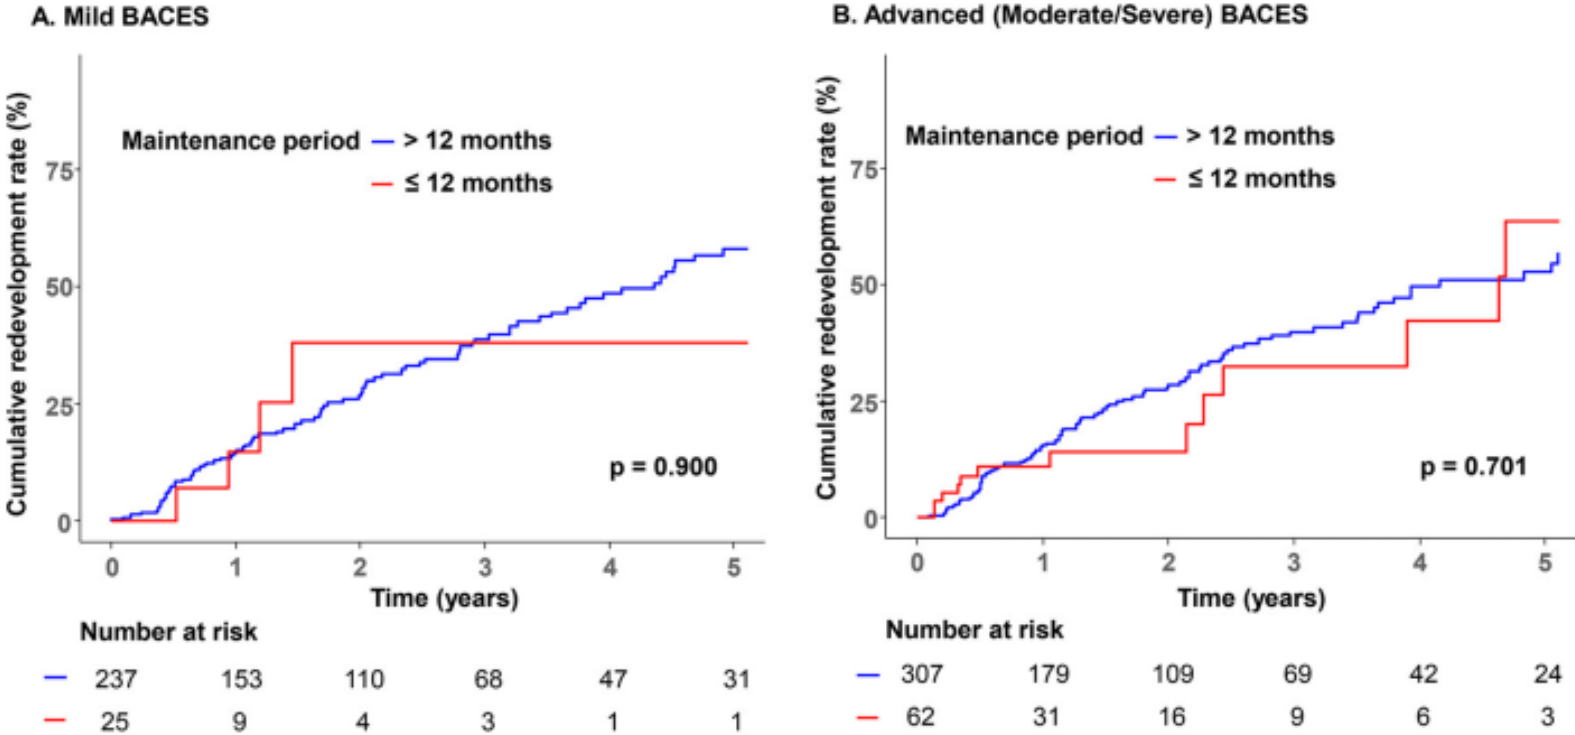 A. Mild BACES
Cumulative redevelopment rate (%)
Maintenance period > 12 months
≤ 12 months
75
50
25
0
p = 0.900
0 1 2 3 4 5
Time (years)
Number at risk
237 153 110 68 47 31
25 9 4 3 1 1
B. Advanced (Moderate/Severe) BACES
Cumulative redevelopment rate (%)
Maintenance period > 12 months
≤ 12 months
75
50
25
0
p = 0.701
0 1 2 3 4 5
Time (years)
Number at risk
307 179 109 69 42 24
62 31 16 9 6 3